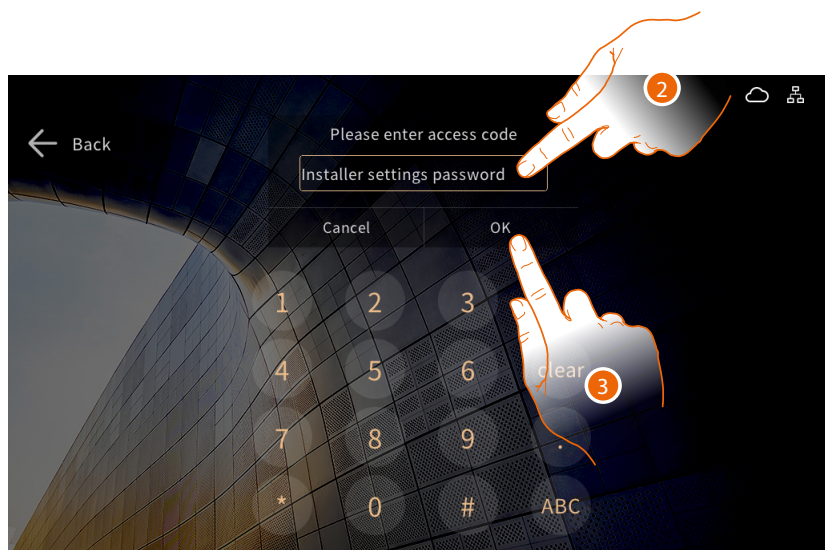 2
Back
Please enter access code
Installer settings password
Cancel OK
1 2 3
4 5 6 clear
3
7 8 9 .
* 0 # ABC